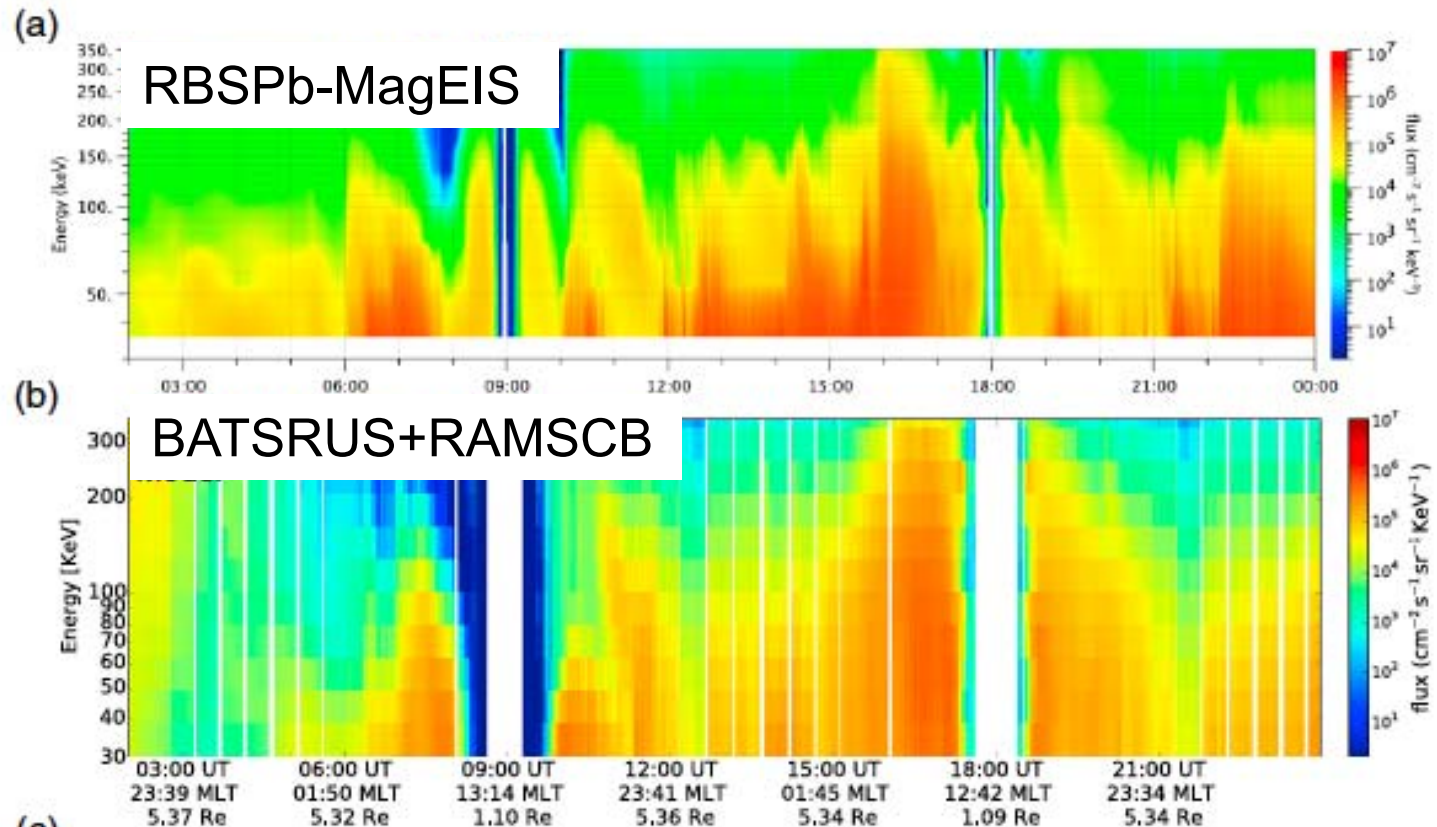 (a)
RBSPb-MagEIS
350.
300.
250.
200.
150.
100.
50.
Energy (keV)
03:00 06:00 09:00 12:00 15:00 18:00 21:00 00:00
10⁷
10⁶
10⁵
10⁴
10³
10²
10¹
flux (cm⁻² s⁻¹ sr⁻¹ keV⁻¹)
(b)
BATSRUS+RAMSCB
300
200
100
90
80
70
60
50
40
30
Energy [KeV]
03:00 UT 06:00 UT 09:00 UT 12:00 UT 15:00 UT 18:00 UT 21:00 UT
23:39 MLT 01:50 MLT 13:14 MLT 23:41 MLT 01:45 MLT 12:42 MLT 23:34 MLT
5.37 Re 5.32 Re 1.10 Re 5.36 Re 5.34 Re 1.09 Re 5.34 Re
10⁷
10⁶
10⁵
10⁴
10³
10²
10¹
flux (cm⁻² s⁻¹ sr⁻¹ KeV⁻¹)